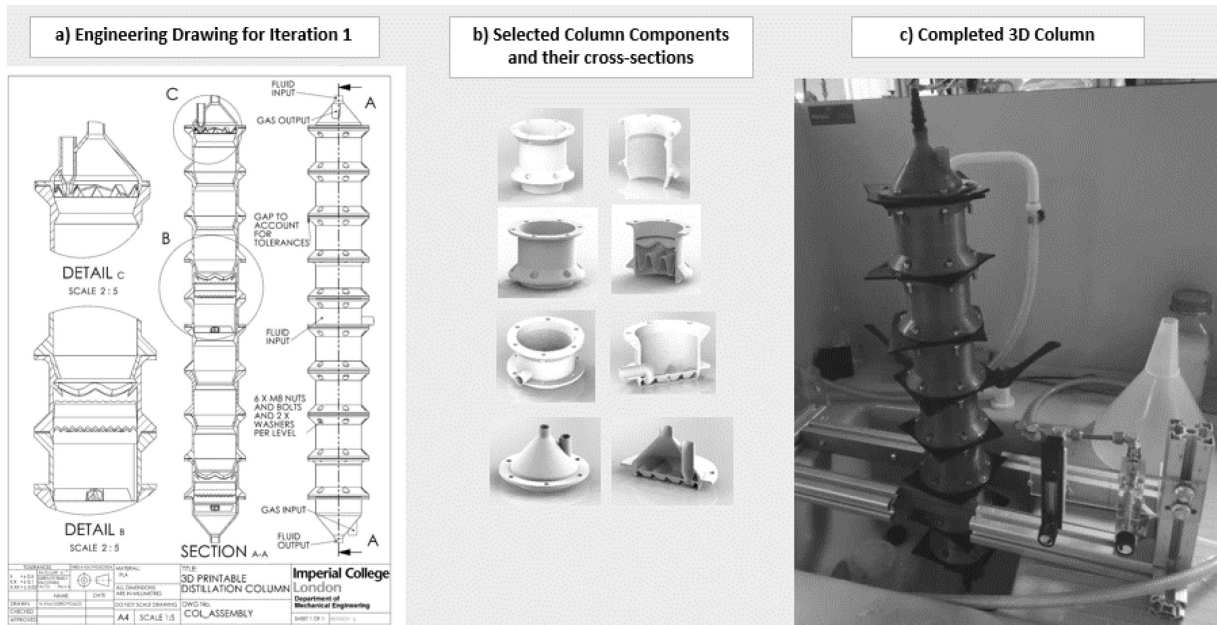 a) Engineering Drawing for Iteration 1
b) Selected Column Components
and their cross-sections
c) Completed 3D Column
FLUID
INPUT
GAS OUTPUT
A
C
GAP TO
ACCOUNT
FOR
TOLERANCES
B
DETAIL C
SCALE 2 : 5
FLUID
INPUT
6 X M8 NUTS
AND BOLTS
AND 2 X
WASHERS
PER LEVEL
GAS INPUT
FLUID
OUTPUT
A
DETAIL B
SCALE 2 : 5
SECTION A-A
TOLERANCES
MATERIAL:
PLA
ALL DIMENSIONS
ARE IN MILLIMETRES
TITLE:
3D PRINTABLE
DISTILLATION COLUMN
Imperial College
London
Department of
Mechanical Engineering
NAME
DATE
DRAWN
CHECKED
APPROVED
DO NOT SCALE DRAWING
A4
SCALE 1:5
DWG No.
COL_ASSEMBLY
SHEET 1 OF 1